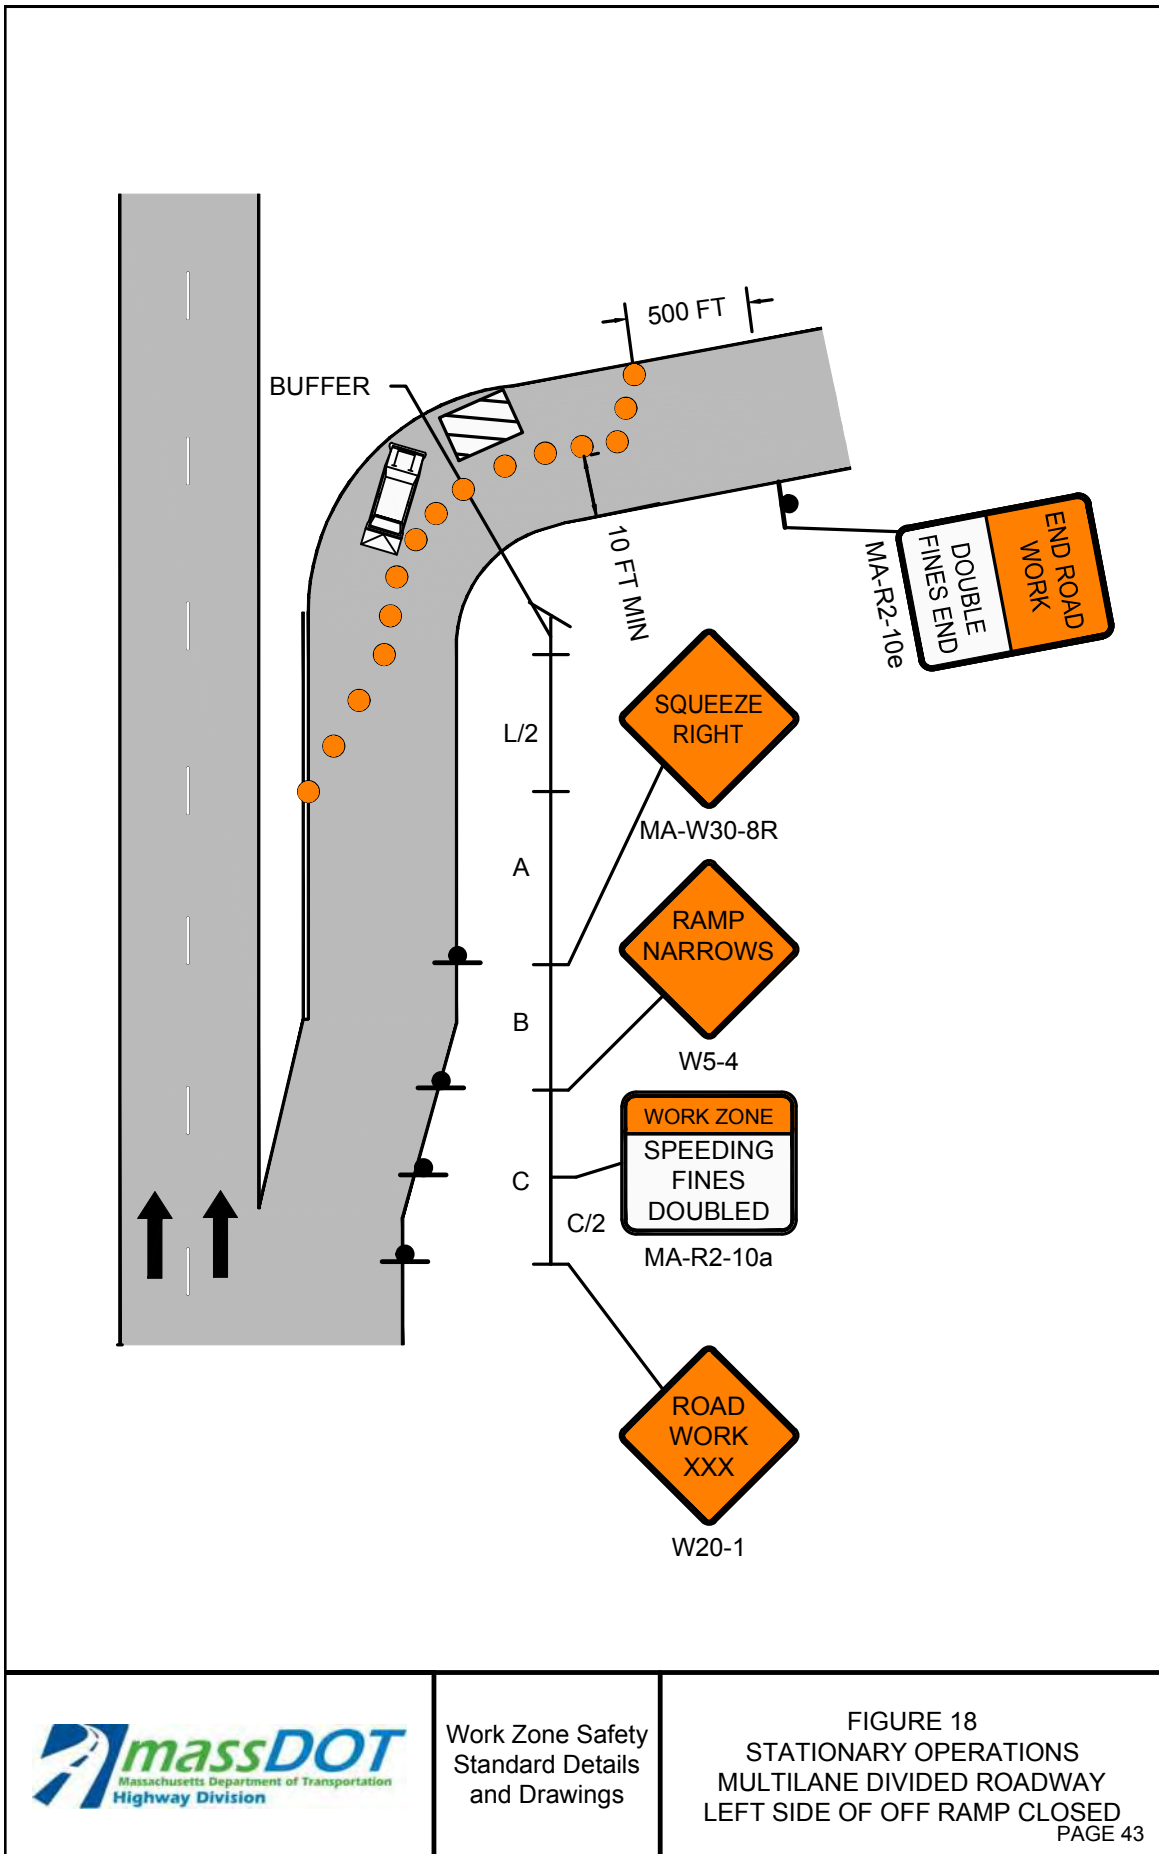 500 FT
BUFFER
10 FT MIN
END ROAD
WORK
DOUBLE
FINES END
MA-R2-10e
L/2
SQUEEZE
RIGHT
MA-W30-8R
A
RAMP
NARROWS
W5-4
B
WORK ZONE
SPEEDING
FINES
DOUBLED
MA-R2-10a
C
C/2
ROAD
WORK
XXX
W20-1
massDOT
Massachusetts Department of Transportation
Highway Division
Work Zone Safety
Standard Details
and Drawings
FIGURE 18
STATIONARY OPERATIONS
MULTILANE DIVIDED ROADWAY
LEFT SIDE OF OFF RAMP CLOSED
PAGE 43